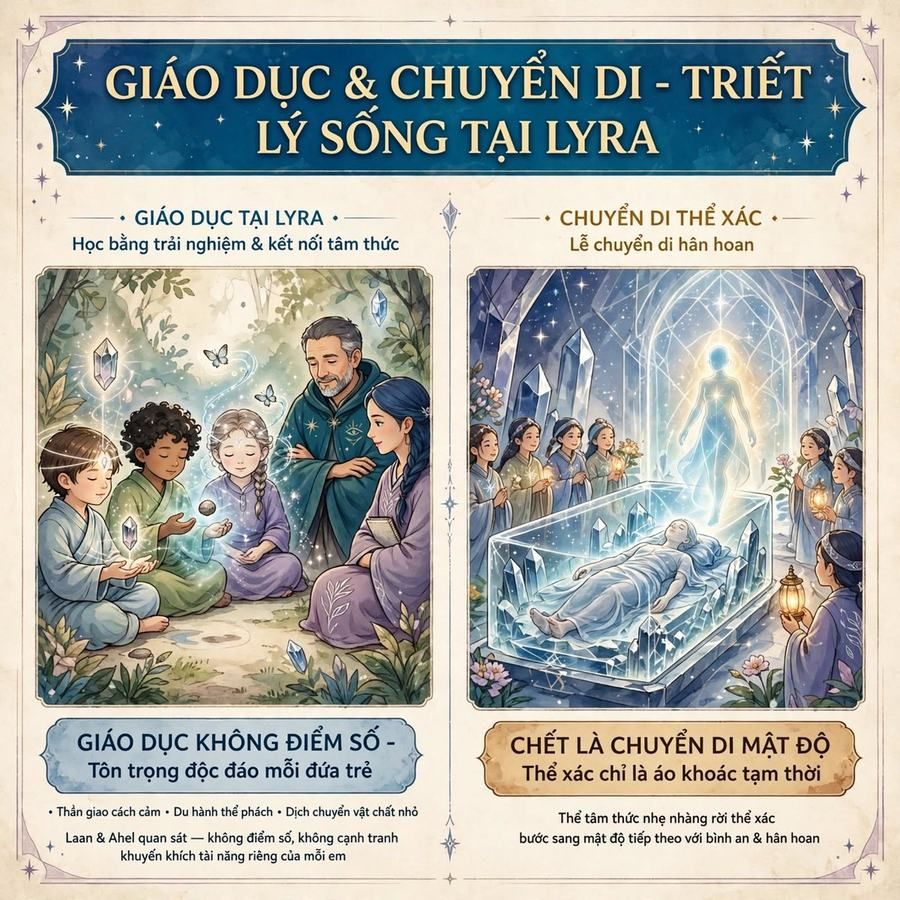 GIÁO DỤC & CHUYỂN DI - TRIẾT
LÝ SỐNG TẠI LYRA
GIÁO DỤC TẠI LYRA
Học bằng trải nghiệm & kết nối tâm thức
GIÁO DỤC KHÔNG ĐIỂM SỐ -
Tôn trọng độc đáo mỗi đứa trẻ
• Thần giao cách cảm • Du hành thể phách • Dịch chuyển vật chất nhỏ
Laan & Ahel quan sát — không điểm số, không cạnh tranh
khuyến khích tài năng riêng của mỗi em
CHUYỂN DI THỂ XÁC
Lễ chuyển di hân hoan
CHẾT LÀ CHUYỂN DI MẬT ĐỘ
Thể xác chỉ là áo khoác tạm thời
Thể tâm thức nhẹ nhàng rời thể xác
bước sang mật độ tiếp theo với bình an & hân hoan